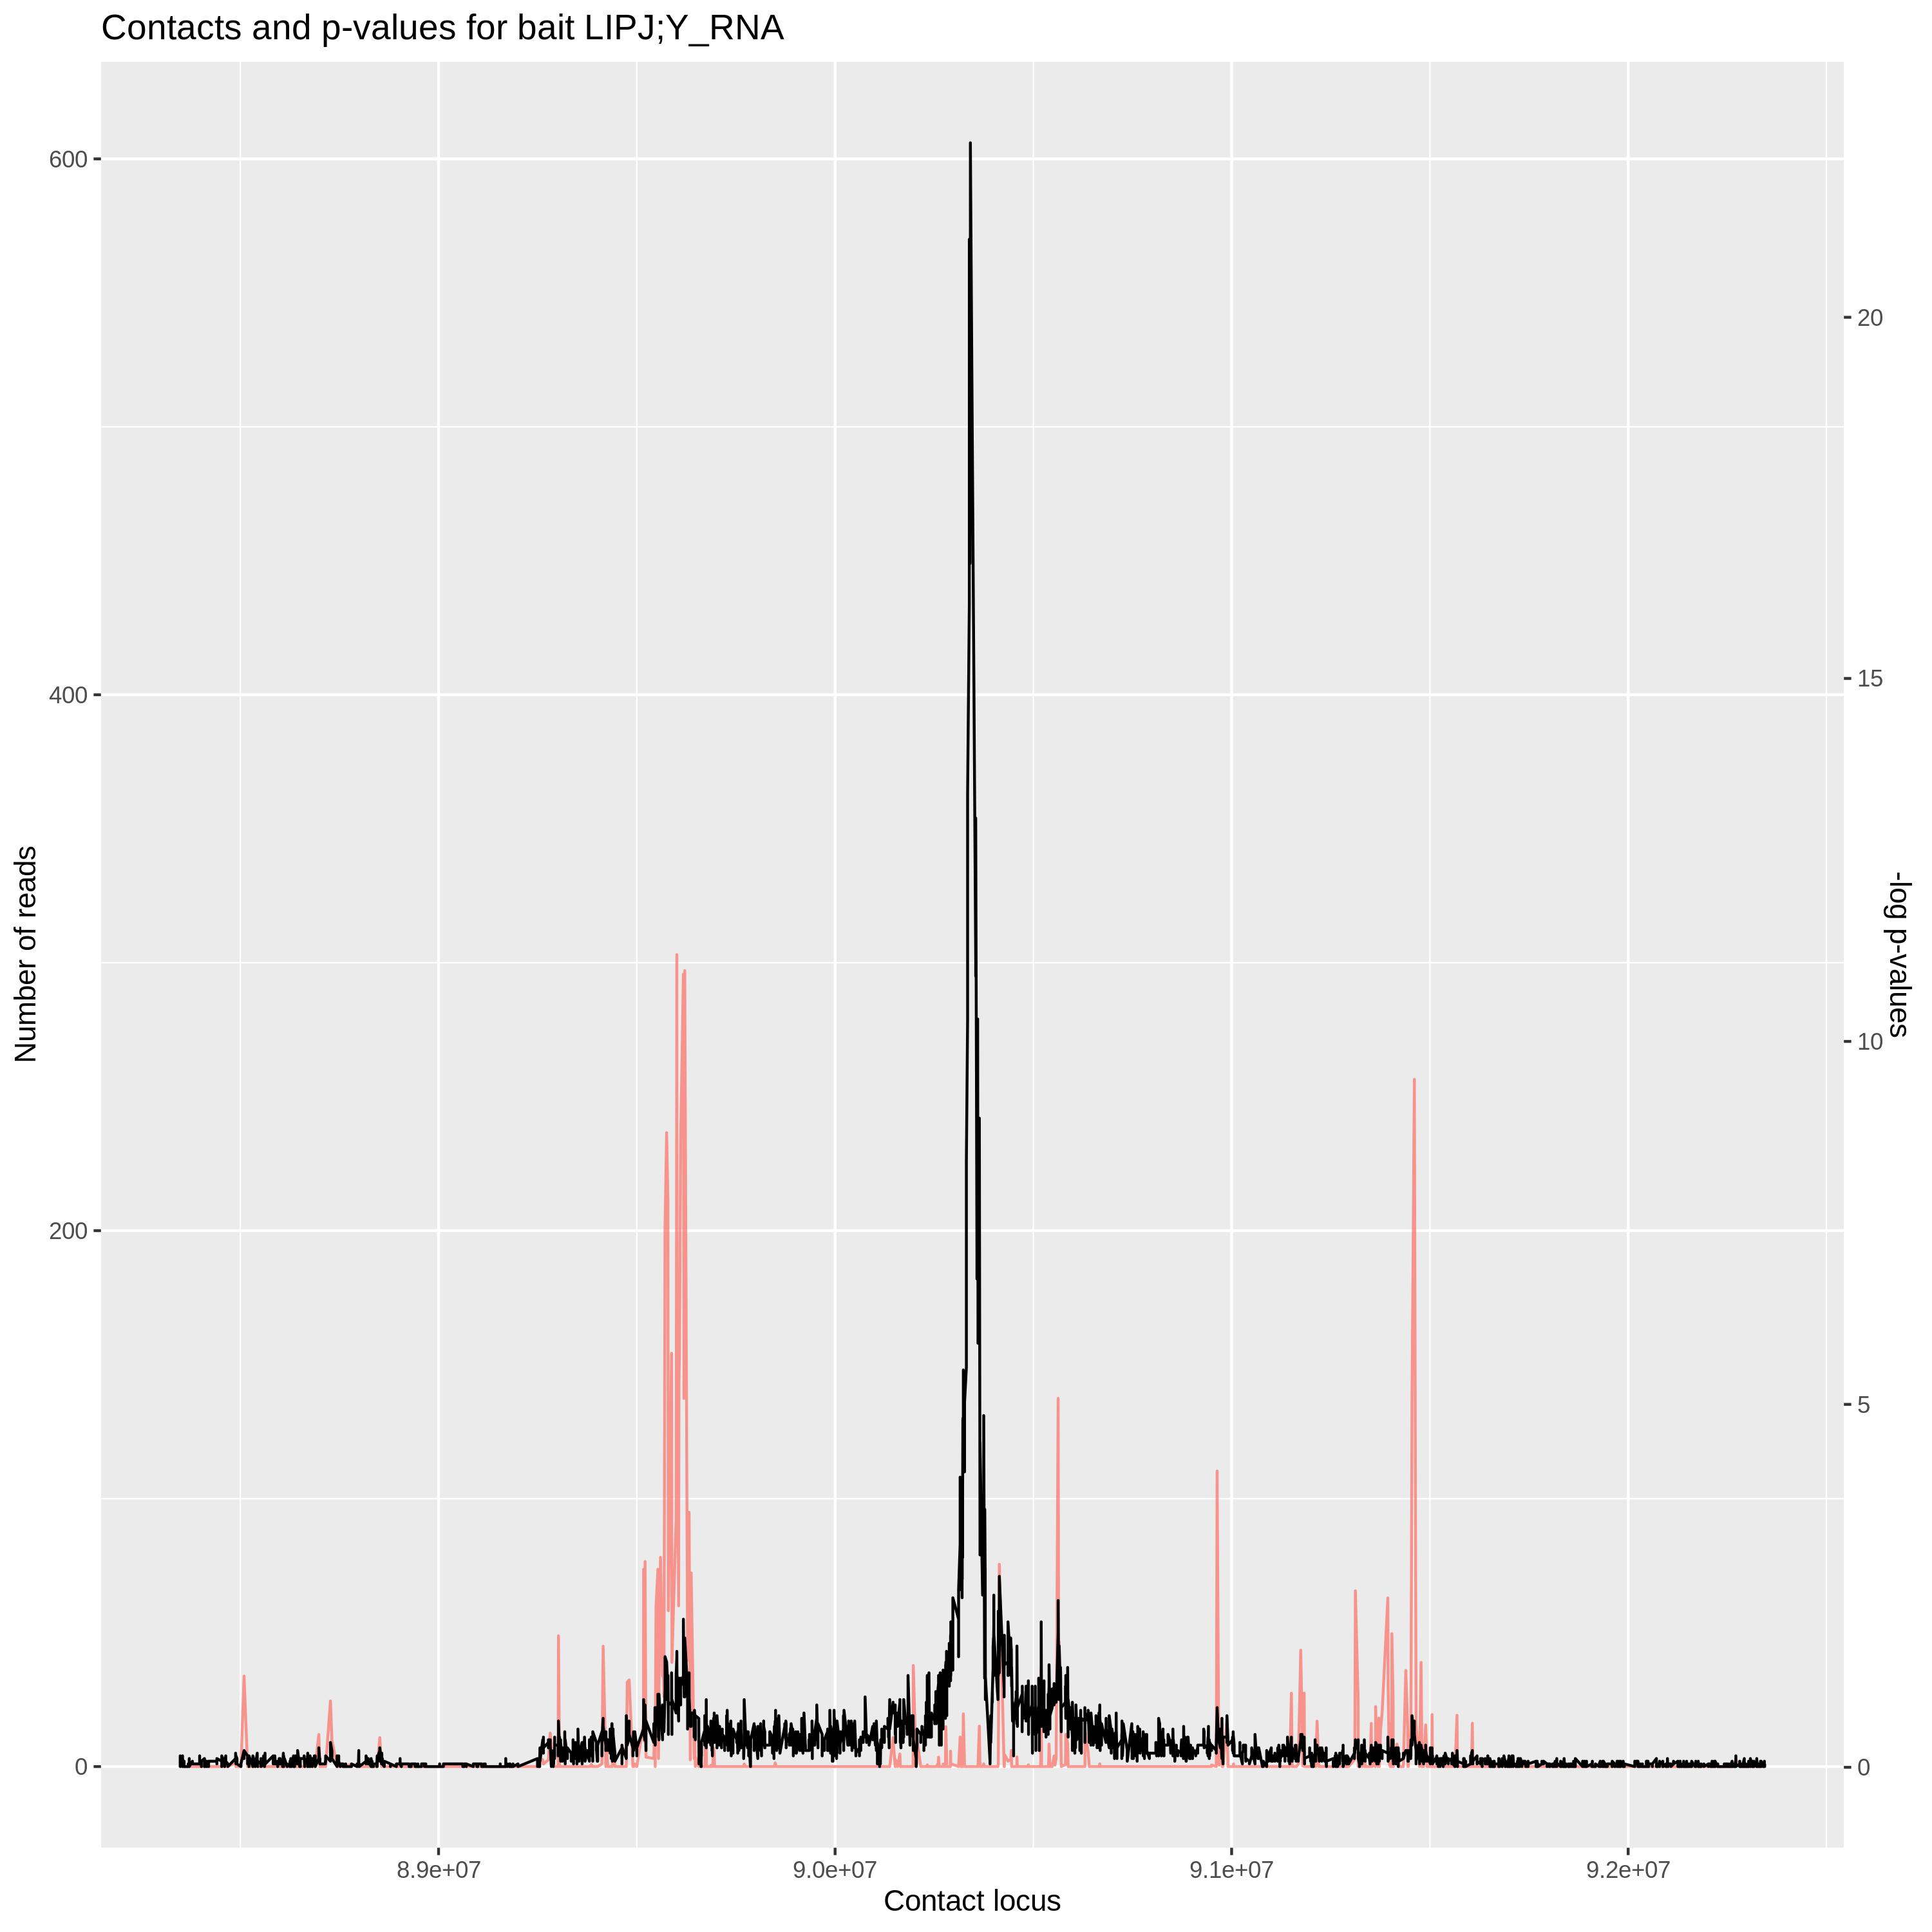 Contacts and p-values for bait LIPJ;Y_RNA
600
400
200
0
20
15
10
5
0
8.9e+07
9.0e+07
9.1e+07
9.2e+07
Contact locus
Number of reads
-log p-values